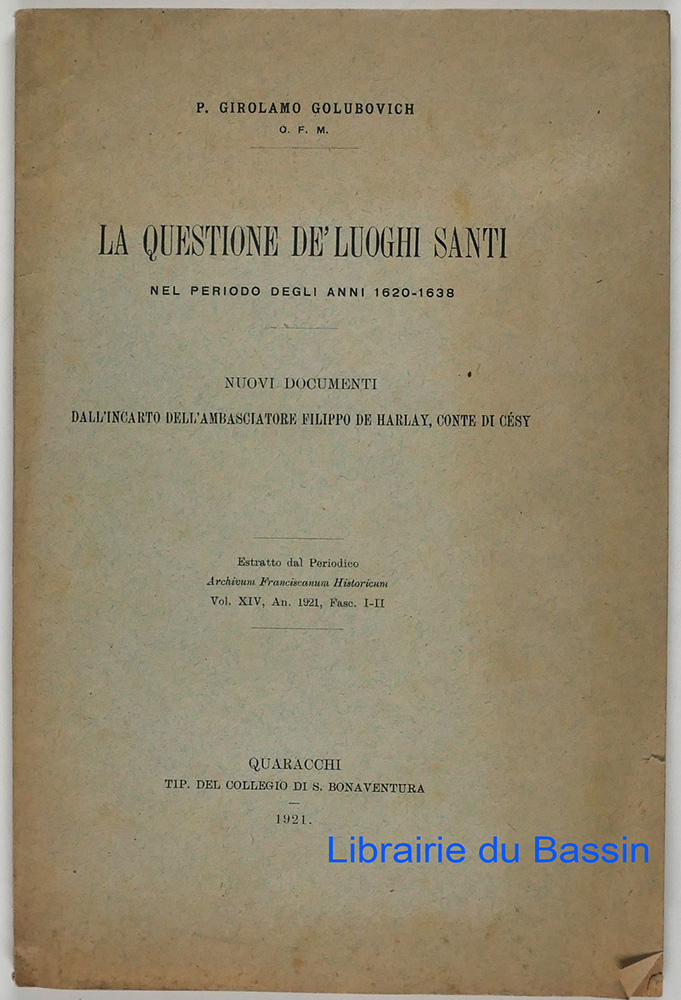 P. GIROLAMO GOLUBOVICH
O. F. M.
LA QUESTIONE DE' LUOGHI SANTI
NEL PERIODO DEGLI ANNI 1620-1638
NUOVI DOCUMENTI
DALL'INCARTO DELL'AMBASCIATORE FILIPPO DE HARLAY, CONTE DI CÉSY
Estratto dal Periodico
Archivum Franciscanum Historicum
Vol. XIV, An. 1921, Fasc. I-II
QUARACCHI
TIP. DEL COLLEGIO DI S. BONAVENTURA
1921.
Librairie du Bassin